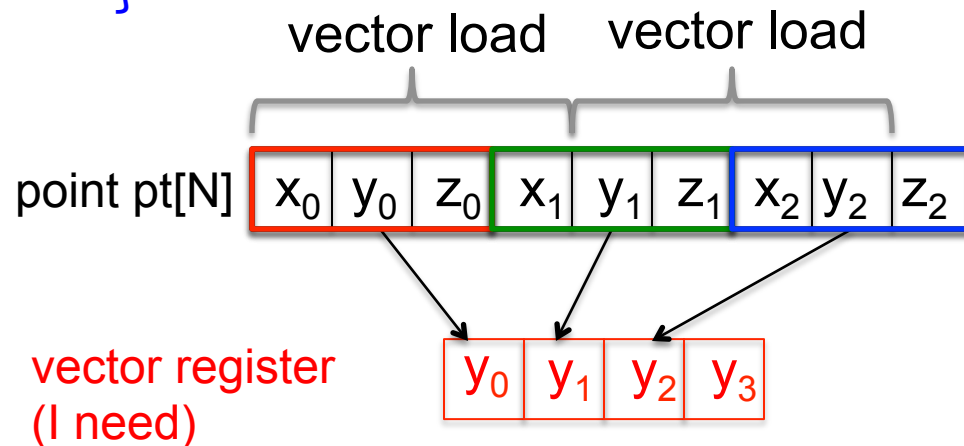 }
vector load vector load
point pt[N] x₀ y₀ z₀ x₁ y₁ z₁ x₂ y₂ z₂
vector register y₀ y₁ y₂ y₃
(I need)